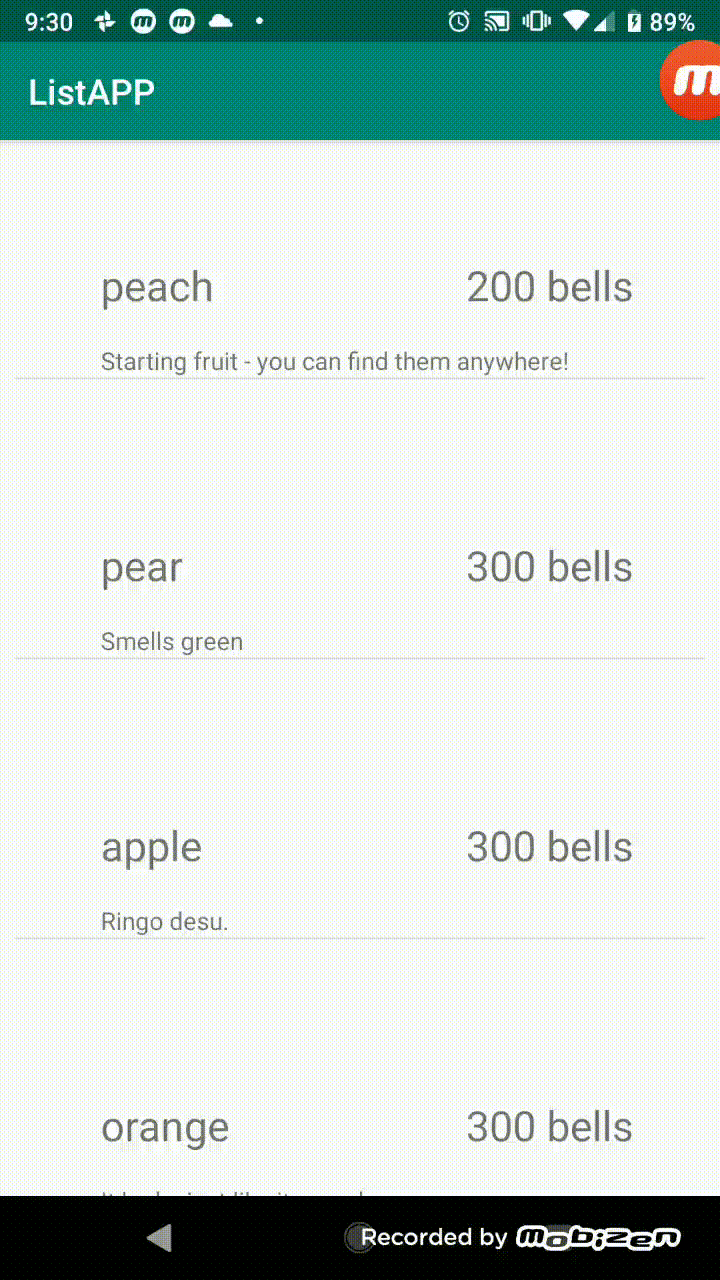 9:30
89%
ListAPP
peach 200 bells
Starting fruit - you can find them anywhere!
pear 300 bells
Smells green
apple 300 bells
Ringo desu.
orange 300 bells
Recorded by mobizen